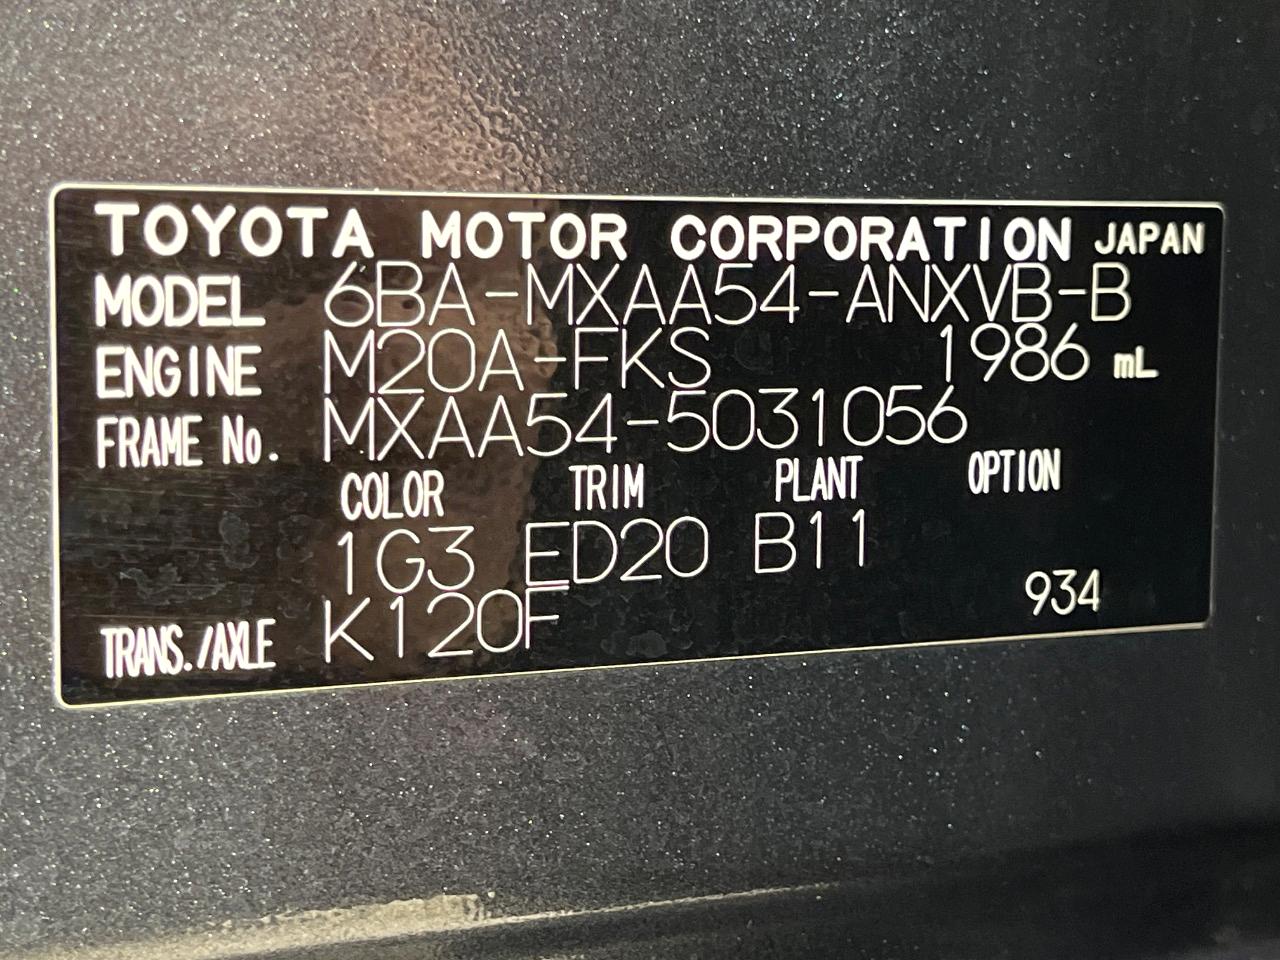 TOYOTA MOTOR CORPORATION JAPAN
MODEL 6BA-MXAA54-ANXVB-B
ENGINE M20A-FKS 1986 mL
FRAME No. MXAA54-5031056
COLOR TRIM PLANT OPTION
1G3 ED20 B11
934
TRANS./AXLE K120F